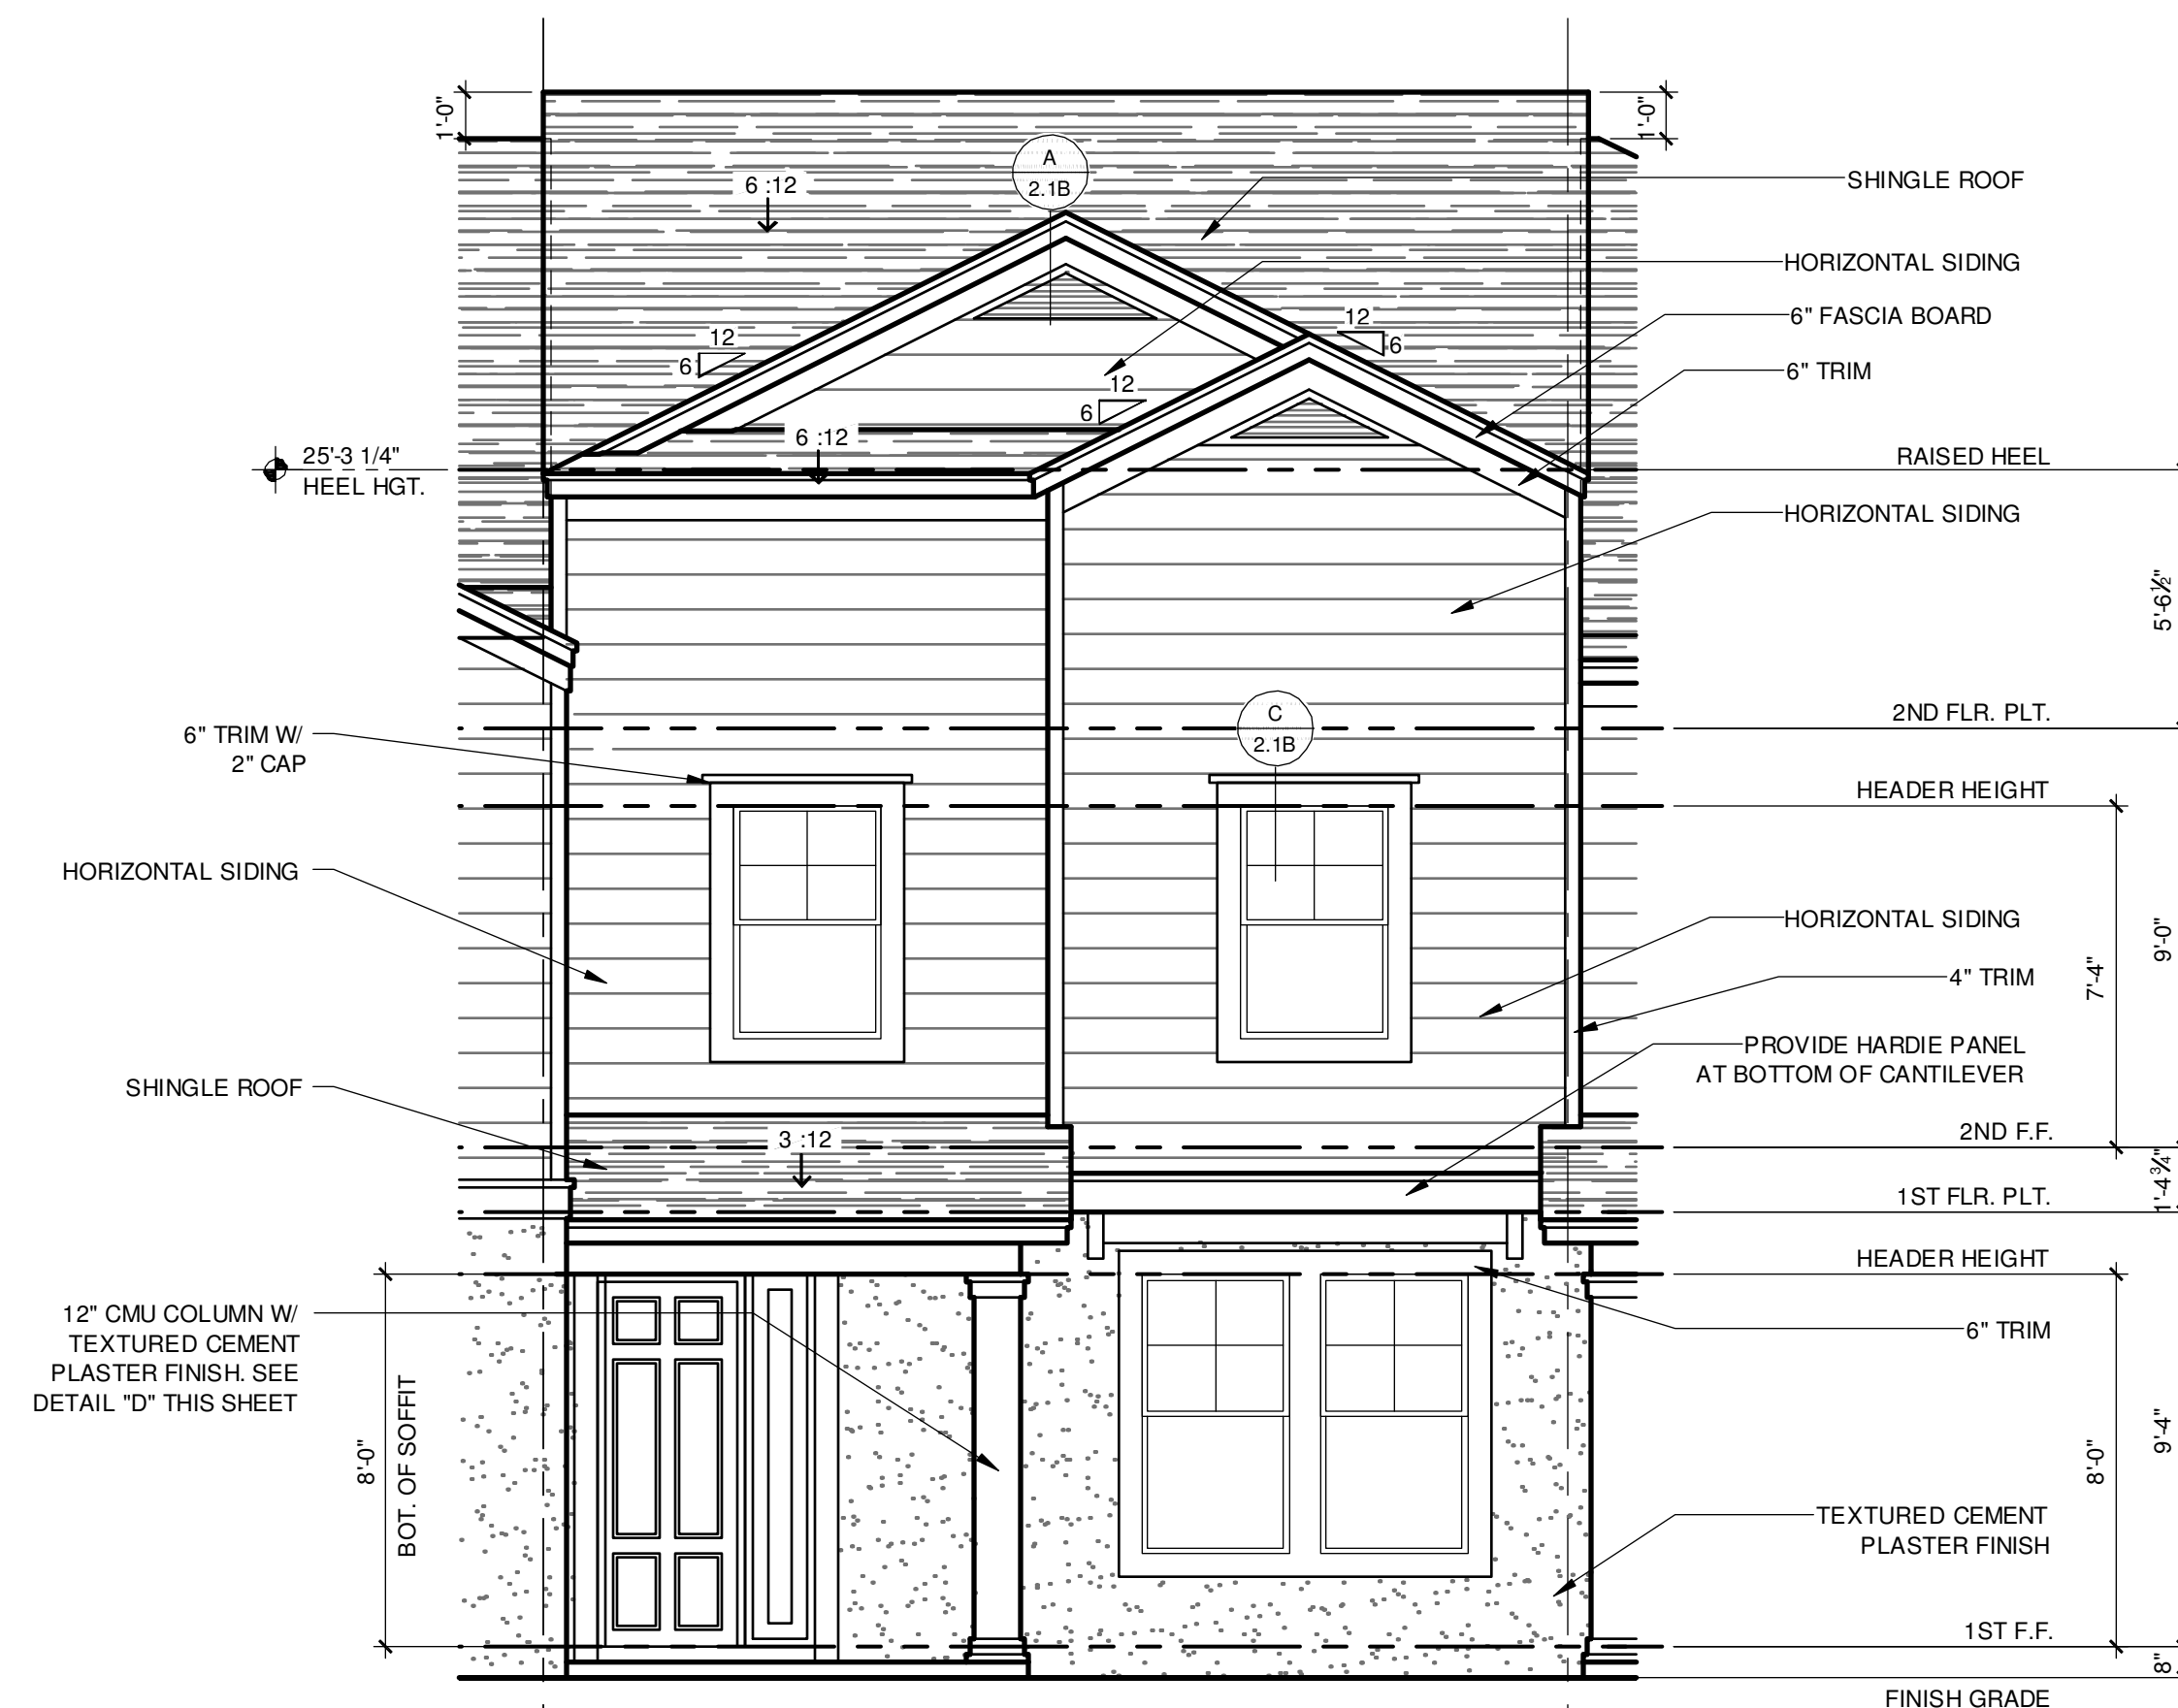 1'-0"
1'-0"
A
2.1B
6 :12
SHINGLE ROOF
HORIZONTAL SIDING
12
6
12
6
6" FASCIA BOARD
6" TRIM
12
6
6 :12
25'-3 1/4"
HEEL HGT.
RAISED HEEL
HORIZONTAL SIDING
5'-6½"
C
2.1B
2ND FLR. PLT.
6" TRIM W/
2" CAP
HEADER HEIGHT
HORIZONTAL SIDING
HORIZONTAL SIDING
9'-0"
7'-4"
4" TRIM
PROVIDE HARDIE PANEL
AT BOTTOM OF CANTILEVER
SHINGLE ROOF
3 :12
2ND F.F.
1'-4¾"
1ST FLR. PLT.
HEADER HEIGHT
12" CMU COLUMN W/
TEXTURED CEMENT
PLASTER FINISH. SEE
DETAIL "D" THIS SHEET
6" TRIM
8'-0"
BOT. OF SOFFIT
8'-0"
9'-4"
TEXTURED CEMENT
PLASTER FINISH
1ST F.F.
8"
FINISH GRADE